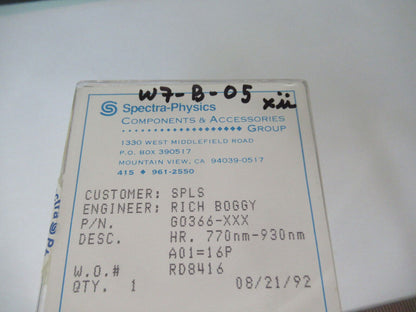 W7-B-05
xii
Spectra-Physics
COMPONENTS & ACCESSORIES
GROUP
1330 WEST MIDDLEFIELD ROAD
P.O. BOX 390517
MOUNTAIN VIEW, CA 94039-0517
415 ◆ 961-2550
CUSTOMER: SPLS
ENGINEER: RICH BOGGY
P/N. G0366-XXX
DESC. HR. 770nm-930nm
A01=16P
W.O.# RD8416
QTY. 1 08/21/92